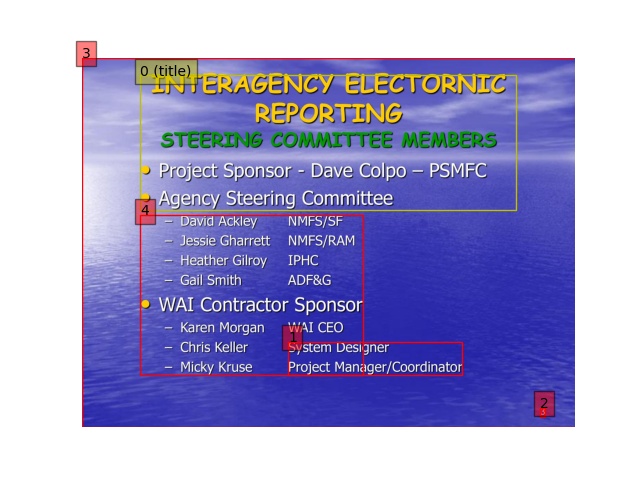 3
0 (title)
INTERAGENCY ELECTORNIC
REPORTING
STEERING COMMITTEE MEMBERS
• Project Sponsor - Dave Colpo – PSMFC
• Agency Steering Committee
4
– David Ackley NMFS/SF
– Jessie Gharrett NMFS/RAM
– Heather Gilroy IPHC
– Gail Smith ADF&G
• WAI Contractor Sponsor
– Karen Morgan WAI CEO
1
– Chris Keller System Designer
– Micky Kruse Project Manager/Coordinator
2